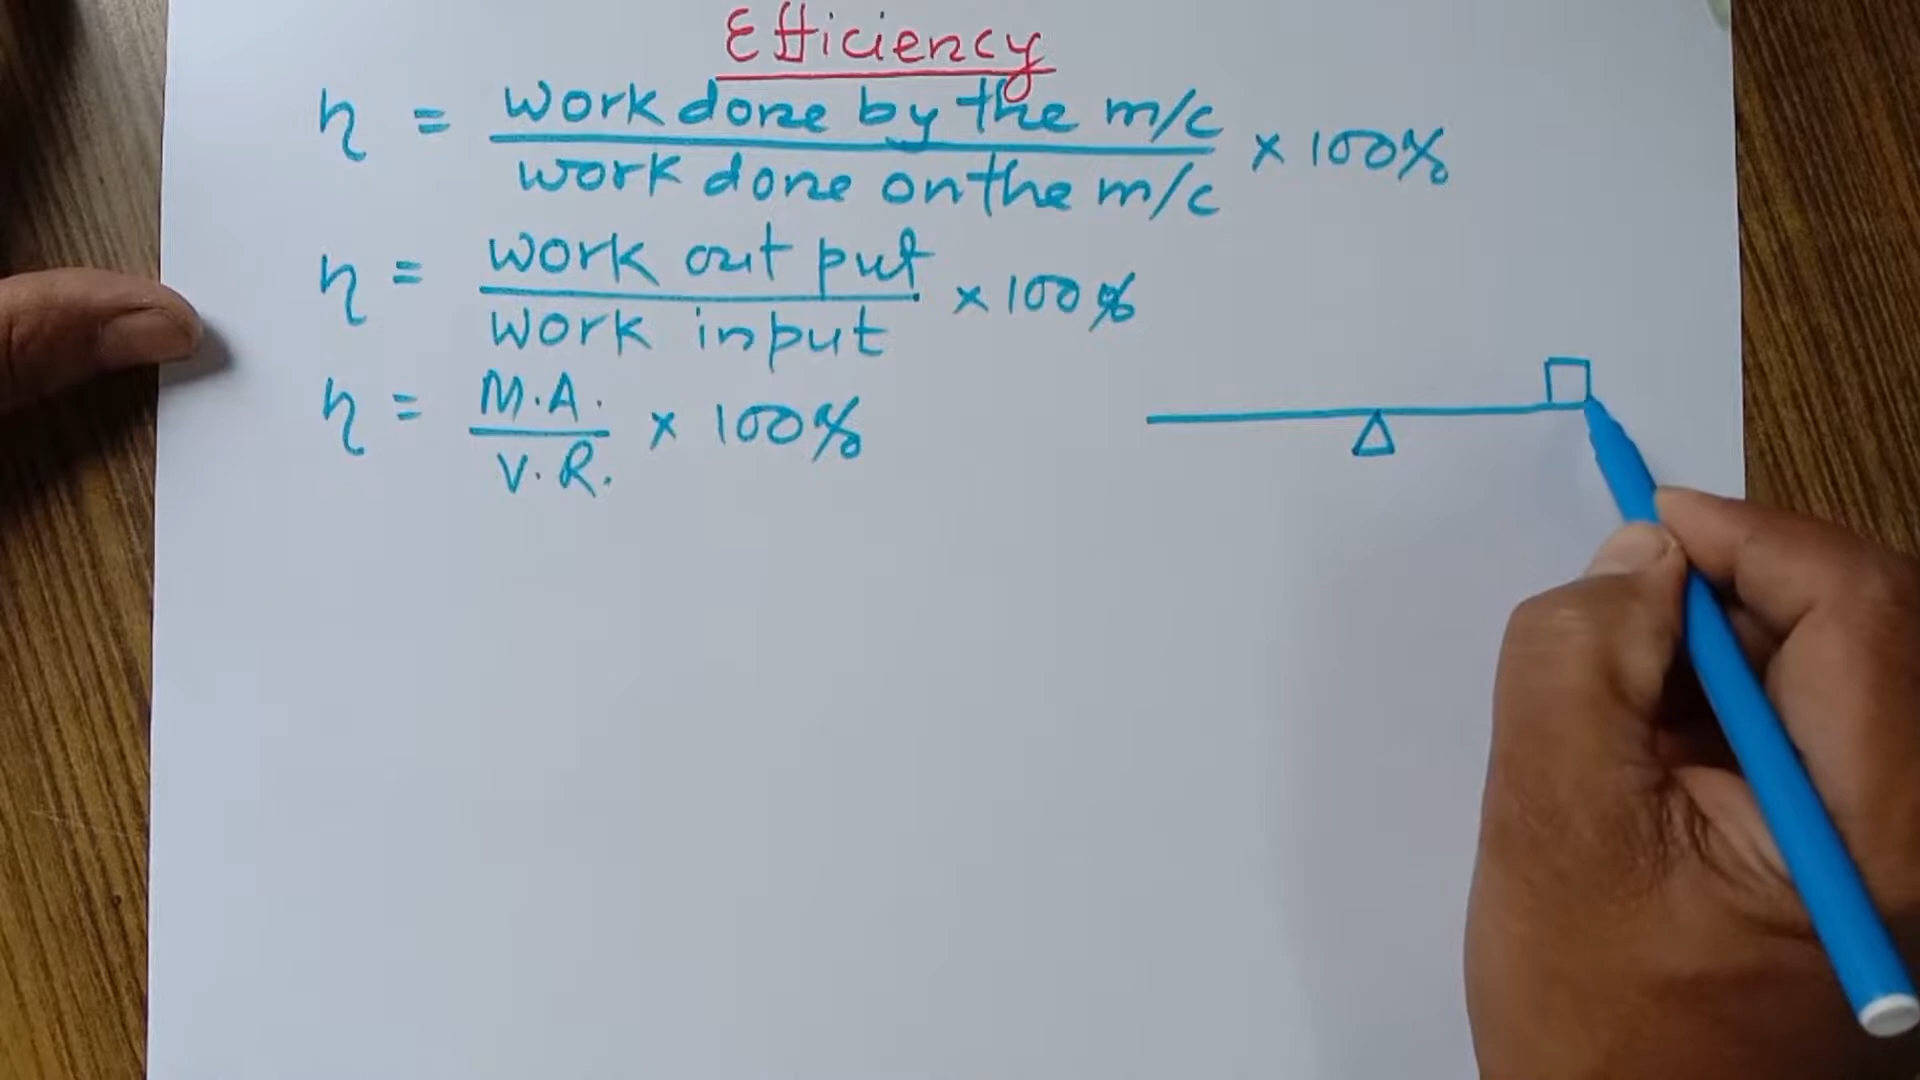 Efficiency
η = work done by the m/c / work done on the m/c × 100%
η = work out put / work input × 100%
η = M.A. / V.R. × 100%